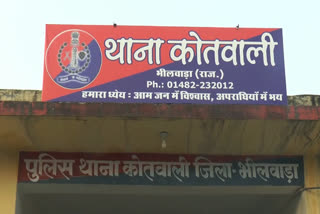 थाना कोतवाली
भीलवाड़ा (राज.)
Ph.: 01482-232012
हमारा ध्येय : आम जन में विश्वास, अपराधियों में भय
पुलिस थाना कोतवाली जिला-भीलवाड़ा